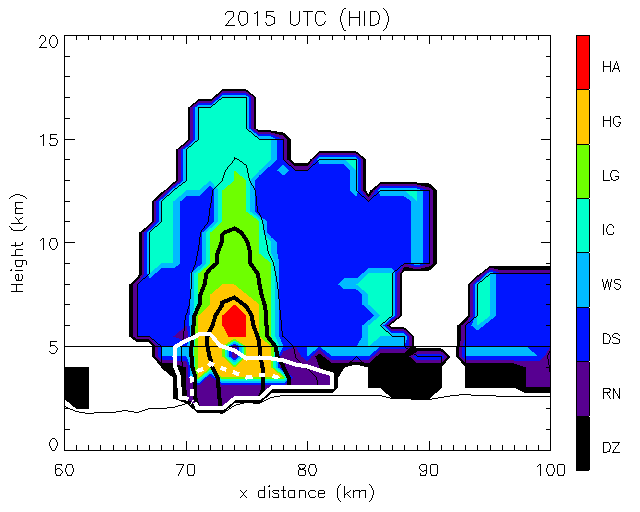 2015 UTC (HID)
20
15
10
5
0
Height (km)
60 70 80 90 100
x distance (km)
HA
HG
LG
IC
WS
DS
RN
DZ